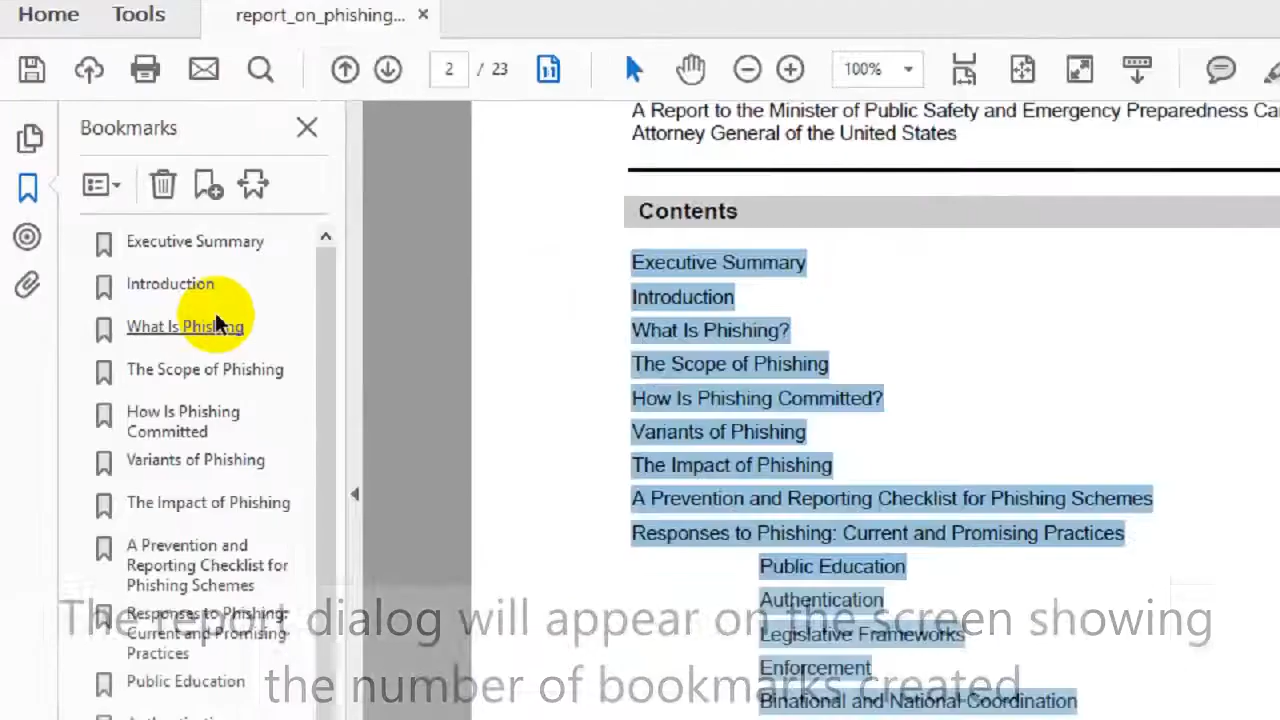 Home Tools report_on_phishing... ×
2 / 23 100%
Bookmarks
Executive Summary
Introduction
What Is Phishing
The Scope of Phishing
How Is Phishing
Committed
Variants of Phishing
The Impact of Phishing
A Prevention and
Reporting Checklist for
Phishing Schemes
Responses to Phishing:
Current and Promising
Practices
Public Education
A Report to the Minister of Public Safety and Emergency Preparedness Ca
Attorney General of the United States
Contents
Executive Summary
Introduction
What Is Phishing?
The Scope of Phishing
How Is Phishing Committed?
Variants of Phishing
The Impact of Phishing
A Prevention and Reporting Checklist for Phishing Schemes
Responses to Phishing: Current and Promising Practices
Public Education
Authentication
Legislative Frameworks
Enforcement
Binational and National Coordination
The report dialog will appear on the screen showing
the number of bookmarks created